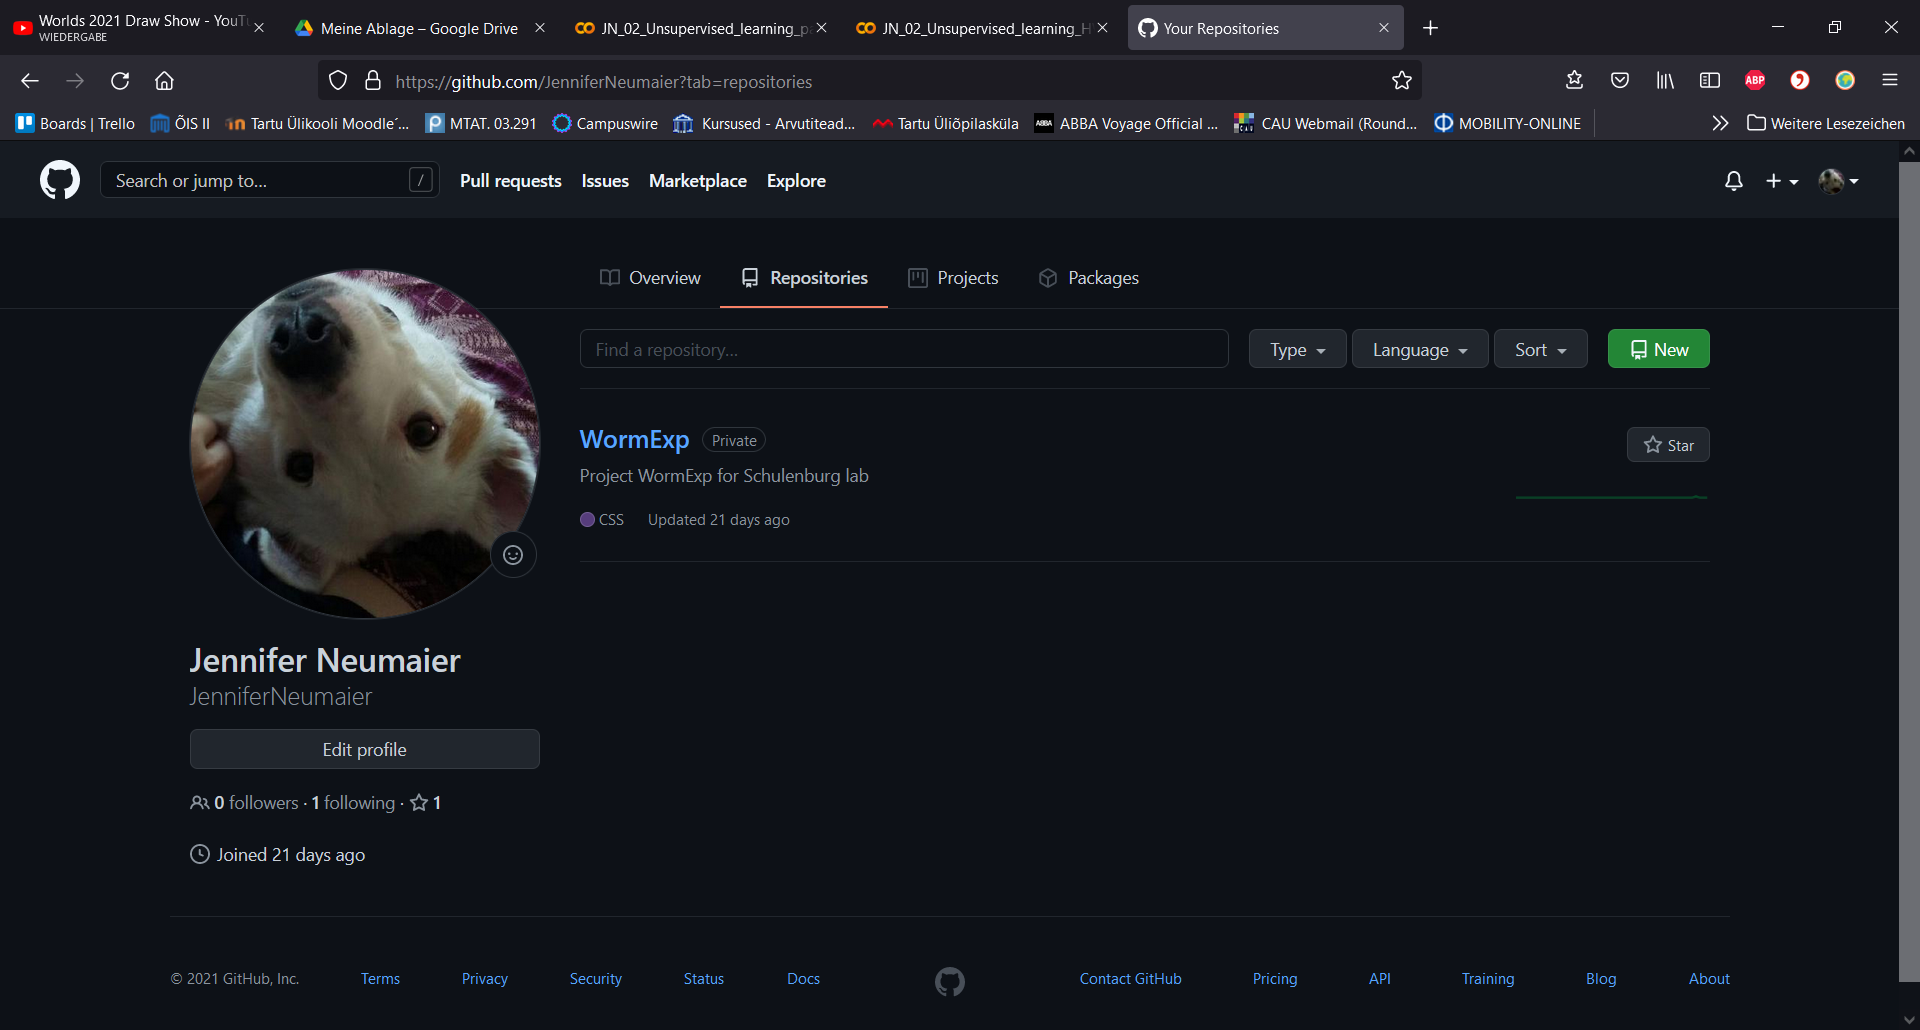 Worlds 2021 Draw Show - YouTu
WIEDERGABE
Meine Ablage – Google Drive
JN_02_Unsupervised_learning_pa
JN_02_Unsupervised_learning_H
Your Repositories
https://github.com/JenniferNeumaier?tab=repositories
ABP
Boards | Trello
ÕIS II
Tartu Ülikooli Moodle´...
MTAT. 03.291
Campuswire
Kursused - Arvutitead...
Tartu Üliõpilasküla
ABBA
ABBA Voyage Official ...
CAU
CAU Webmail (Round...
MOBILITY-ONLINE
Weitere Lesezeichen
Search or jump to... /
Pull requests
Issues
Marketplace
Explore
Overview
Repositories
Projects
Packages
Find a repository...
Type
Language
Sort
New
WormExp Private
Star
Project WormExp for Schulenburg lab
CSS Updated 21 days ago
Jennifer Neumaier
JenniferNeumaier
Edit profile
0 followers · 1 following · 1
Joined 21 days ago
© 2021 GitHub, Inc.
Terms
Privacy
Security
Status
Docs
Contact GitHub
Pricing
API
Training
Blog
About